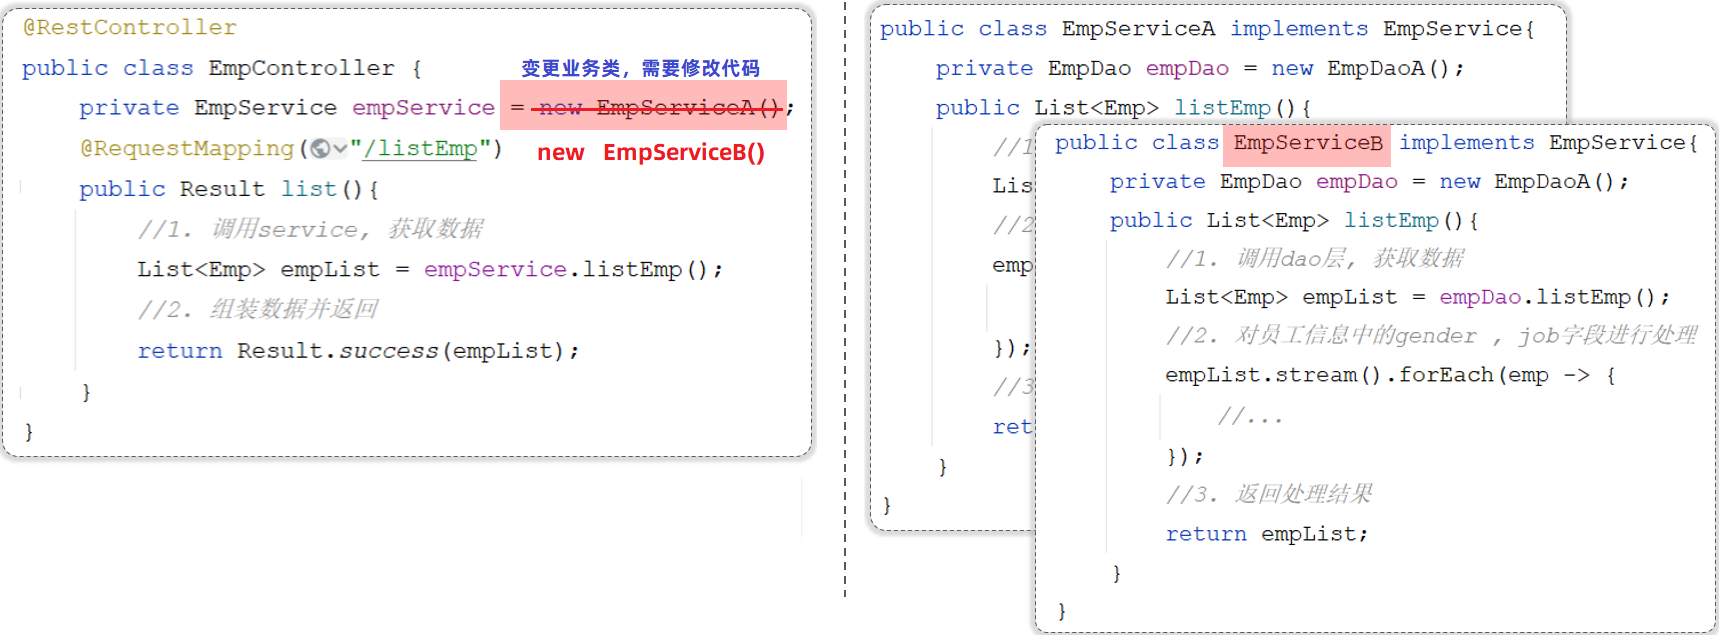 @RestController
public class EmpController {
变更业务类，需要修改代码
private EmpService empService = new EmpServiceA();
@RequestMapping("/listEmp")
new EmpServiceB()
public Result list(){
//1. 调用service, 获取数据
List<Emp> empList = empService.listEmp();
//2. 组装数据并返回
return Result.success(empList);
}
}
public class EmpServiceA implements EmpService{
private EmpDao empDao = new EmpDaoA();
public List<Emp> listEmp(){
//1
Lis
//2
emp
});
//3
ret
}
}
public class EmpServiceB implements EmpService{
private EmpDao empDao = new EmpDaoA();
public List<Emp> listEmp(){
//1. 调用dao层, 获取数据
List<Emp> empList = empDao.listEmp();
//2. 对员工信息中的gender , job字段进行处理
empList.stream().forEach(emp -> {
//...
});
//3. 返回处理结果
return empList;
}
}